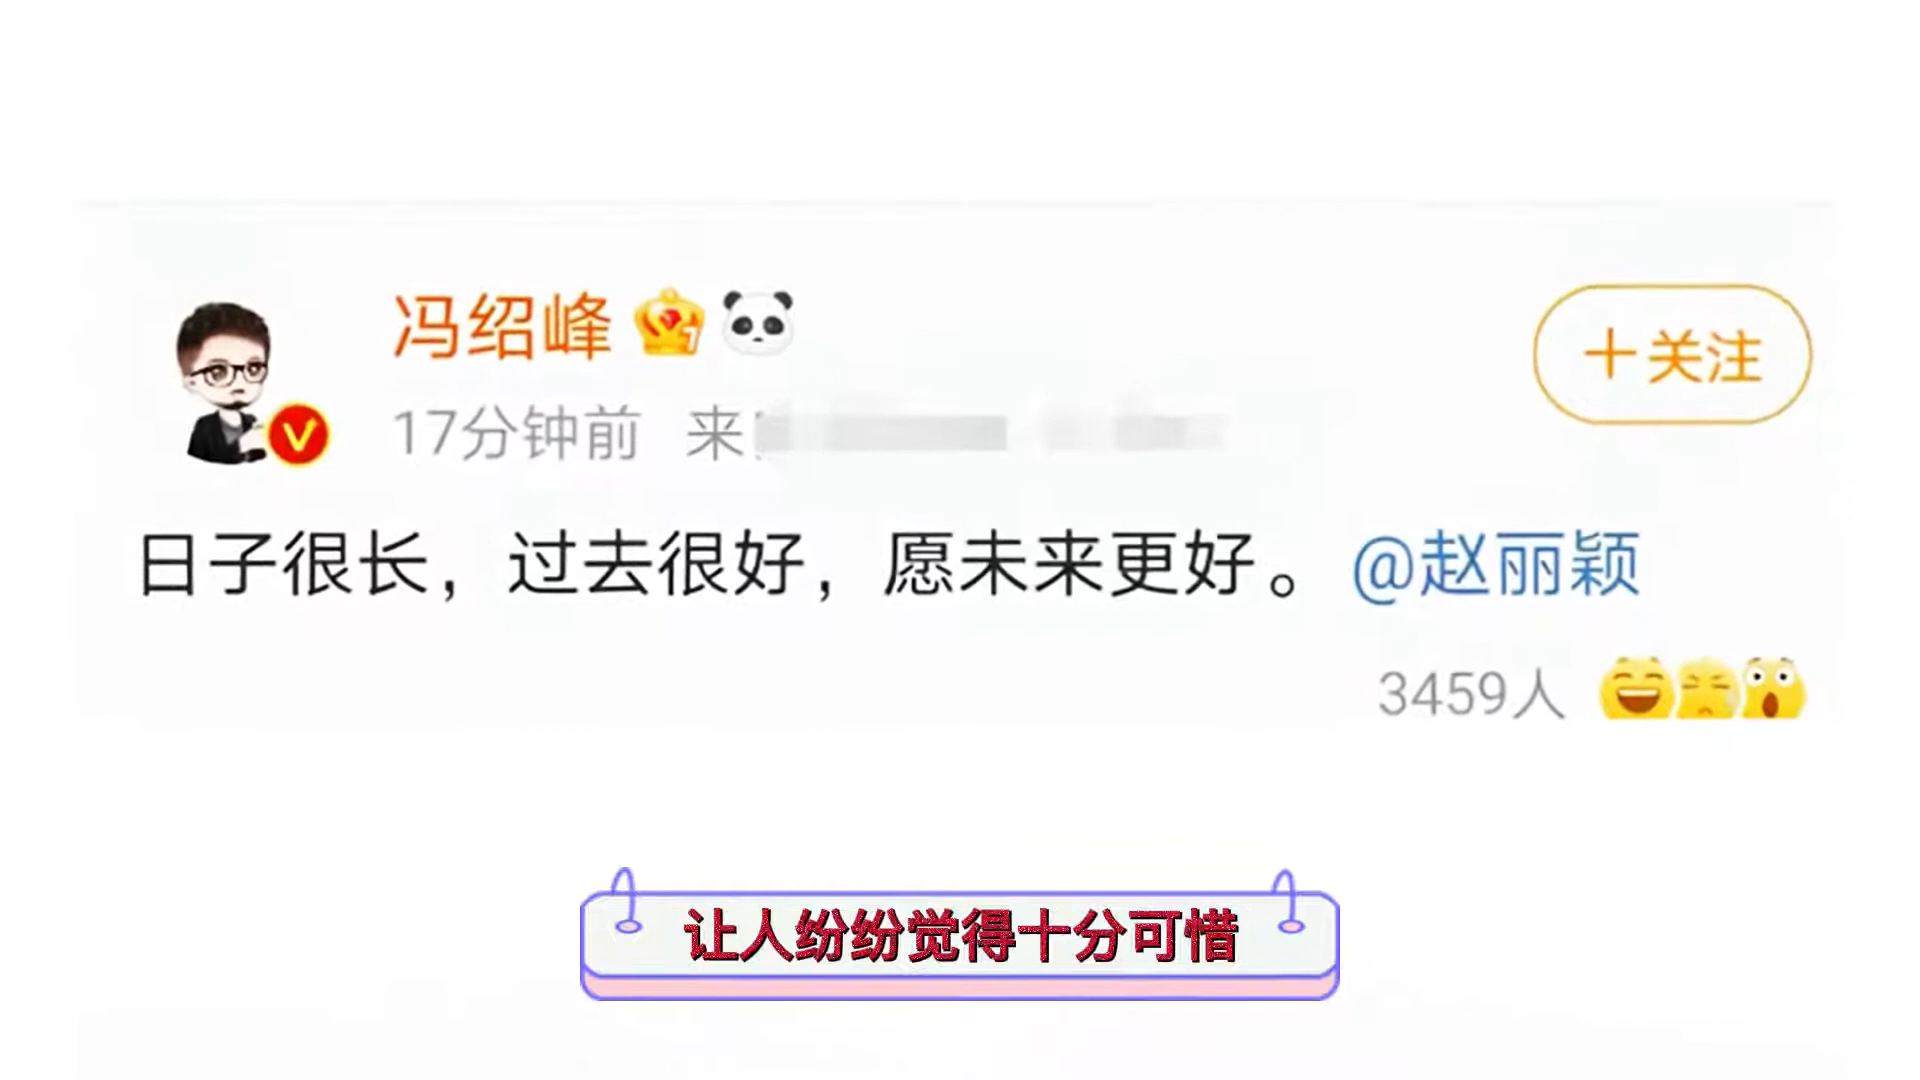 冯绍峰
17分钟前 来
+关注
日子很长，过去很好，愿未来更好。@赵丽颖
3459人
让人纷纷觉得十分可惜